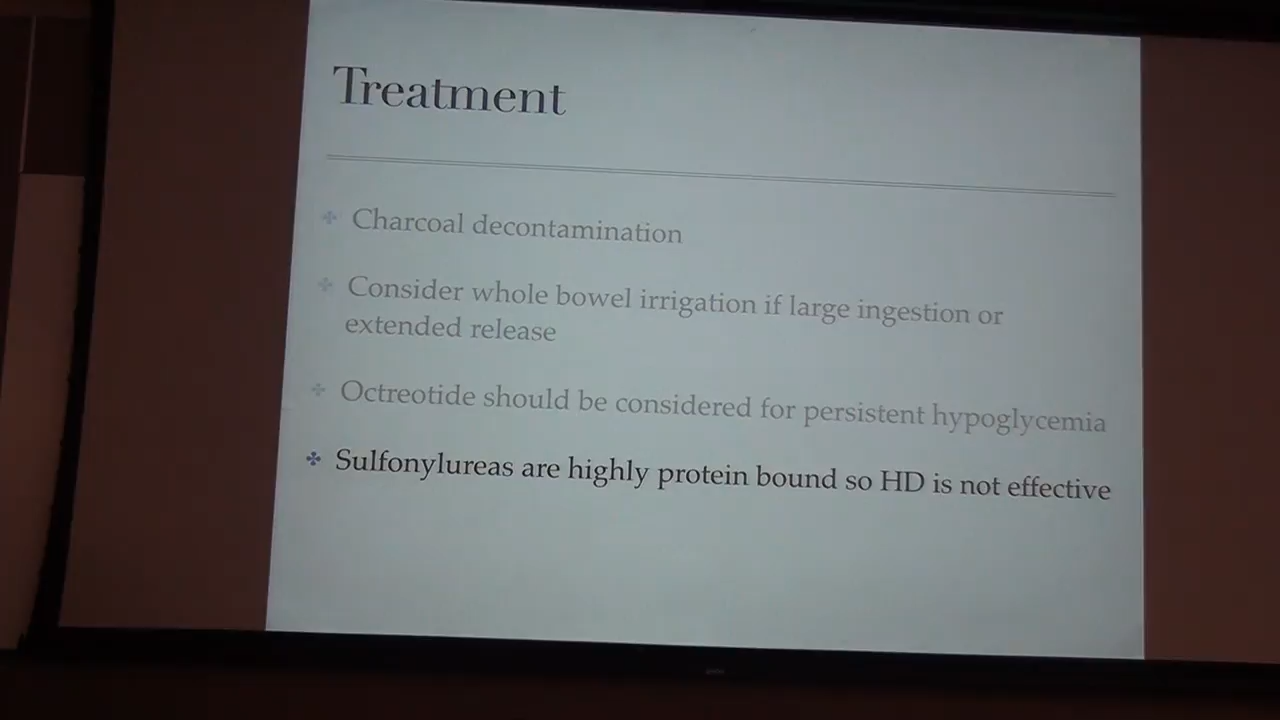 Treatment
Charcoal decontamination
Consider whole bowel irrigation if large ingestion or
extended release
Octreotide should be considered for persistent hypoglycemia
Sulfonylureas are highly protein bound so HD is not effective